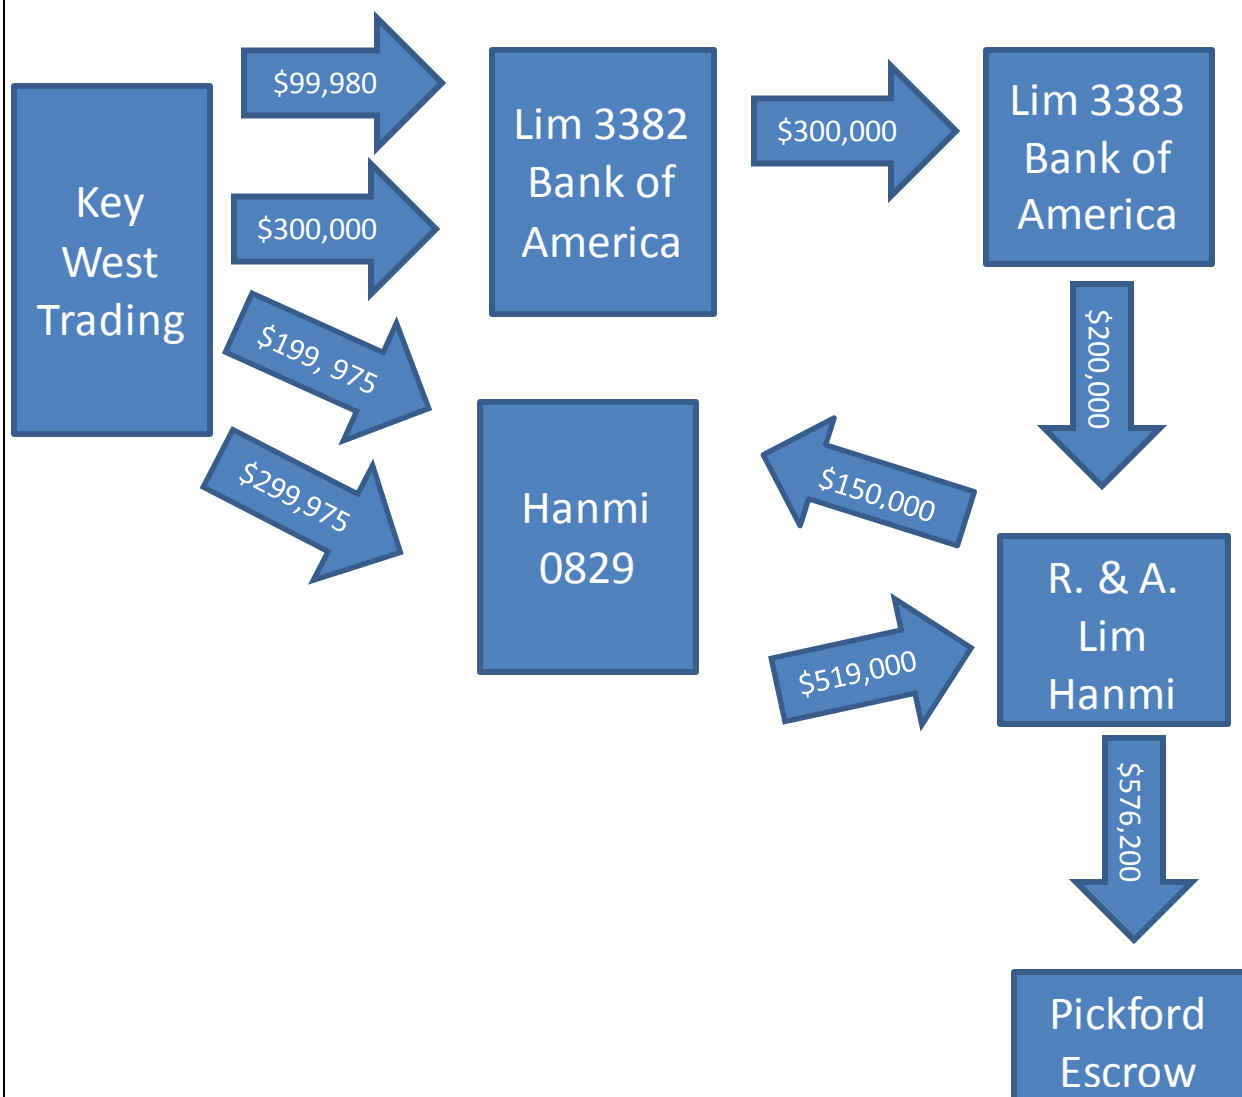 $99,980
Lim 3382
Bank of
America
$300,000
Lim 3383
Bank of
America
Key
West
Trading
$300,000
$199, 975
$299,975
Hanmi
0829
$200,000
$150,000
$519,000
R. & A.
Lim
Hanmi
$576,200
Pickford
Escrow